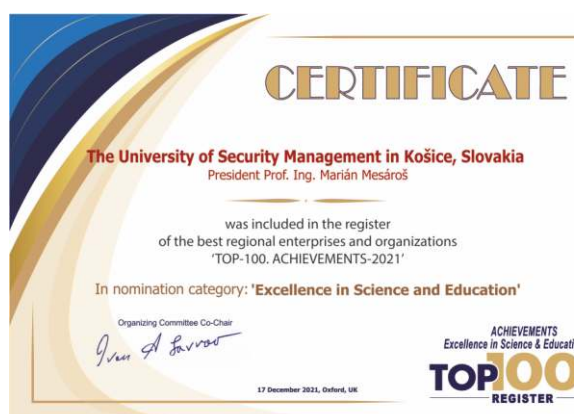 CERTIFICATE
The University of Security Management in Košice, Slovakia
President Prof. Ing. Marián Mesároš
was included in the register
of the best regional enterprises and organizations
'TOP-100. ACHIEVEMENTS-2021'
In nomination category: 'Excellence in Science and Education'
Organizing Committee Co-Chair
Ivan A Savvov
17 December 2021, Oxford, UK
ACHIEVEMENTS
Excellence in Science & Educati
TOP100
REGISTER